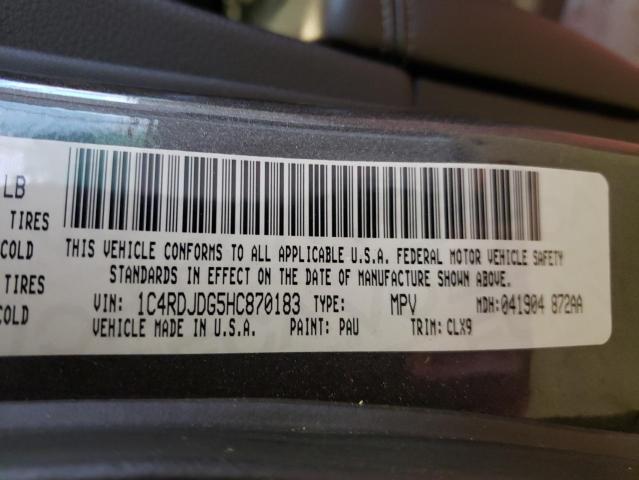 LB
TIRES
COLD
TIRES
COLD
THIS VEHICLE CONFORMS TO ALL APPLICABLE U.S.A. FEDERAL MOTOR VEHICLE SAFETY
STANDARDS IN EFFECT ON THE DATE OF MANUFACTURE SHOWN ABOVE.
VIN: 1C4RDJDG5HC870183 TYPE: MPV MDH:041904 872AA
VEHICLE MADE IN U.S.A. PAINT: PAU TRIM: CLX9